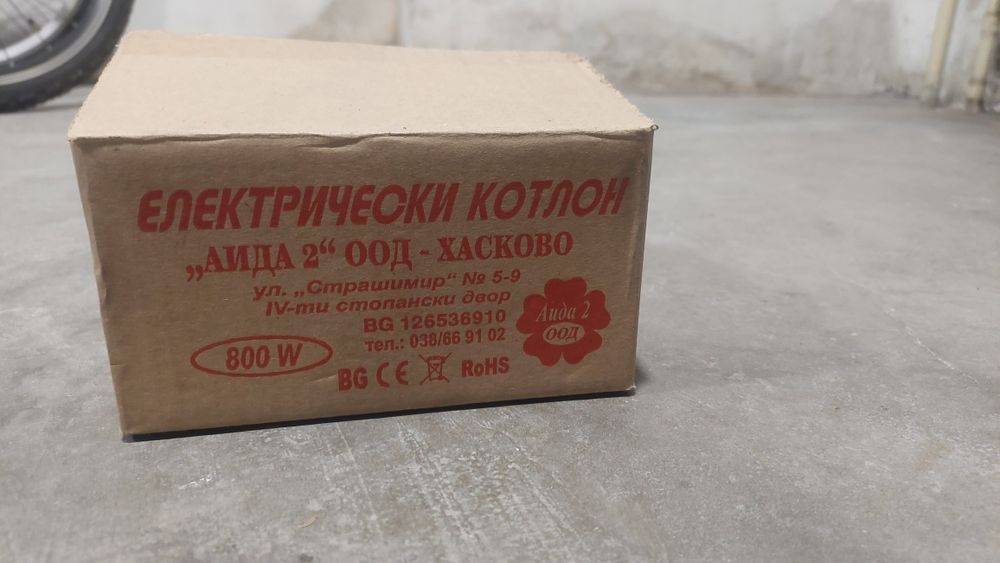 ЕЛЕКТРИЧЕСКИ КОТЛОН
„АИДА 2“ ООД - ХАСКОВО
ул. „Страшимир“ № 5-9
IV-ти стопански двор
BG 126536910
тел.: 038/66 91 02
800 W
BG CE RoHS
Аида 2
ООД